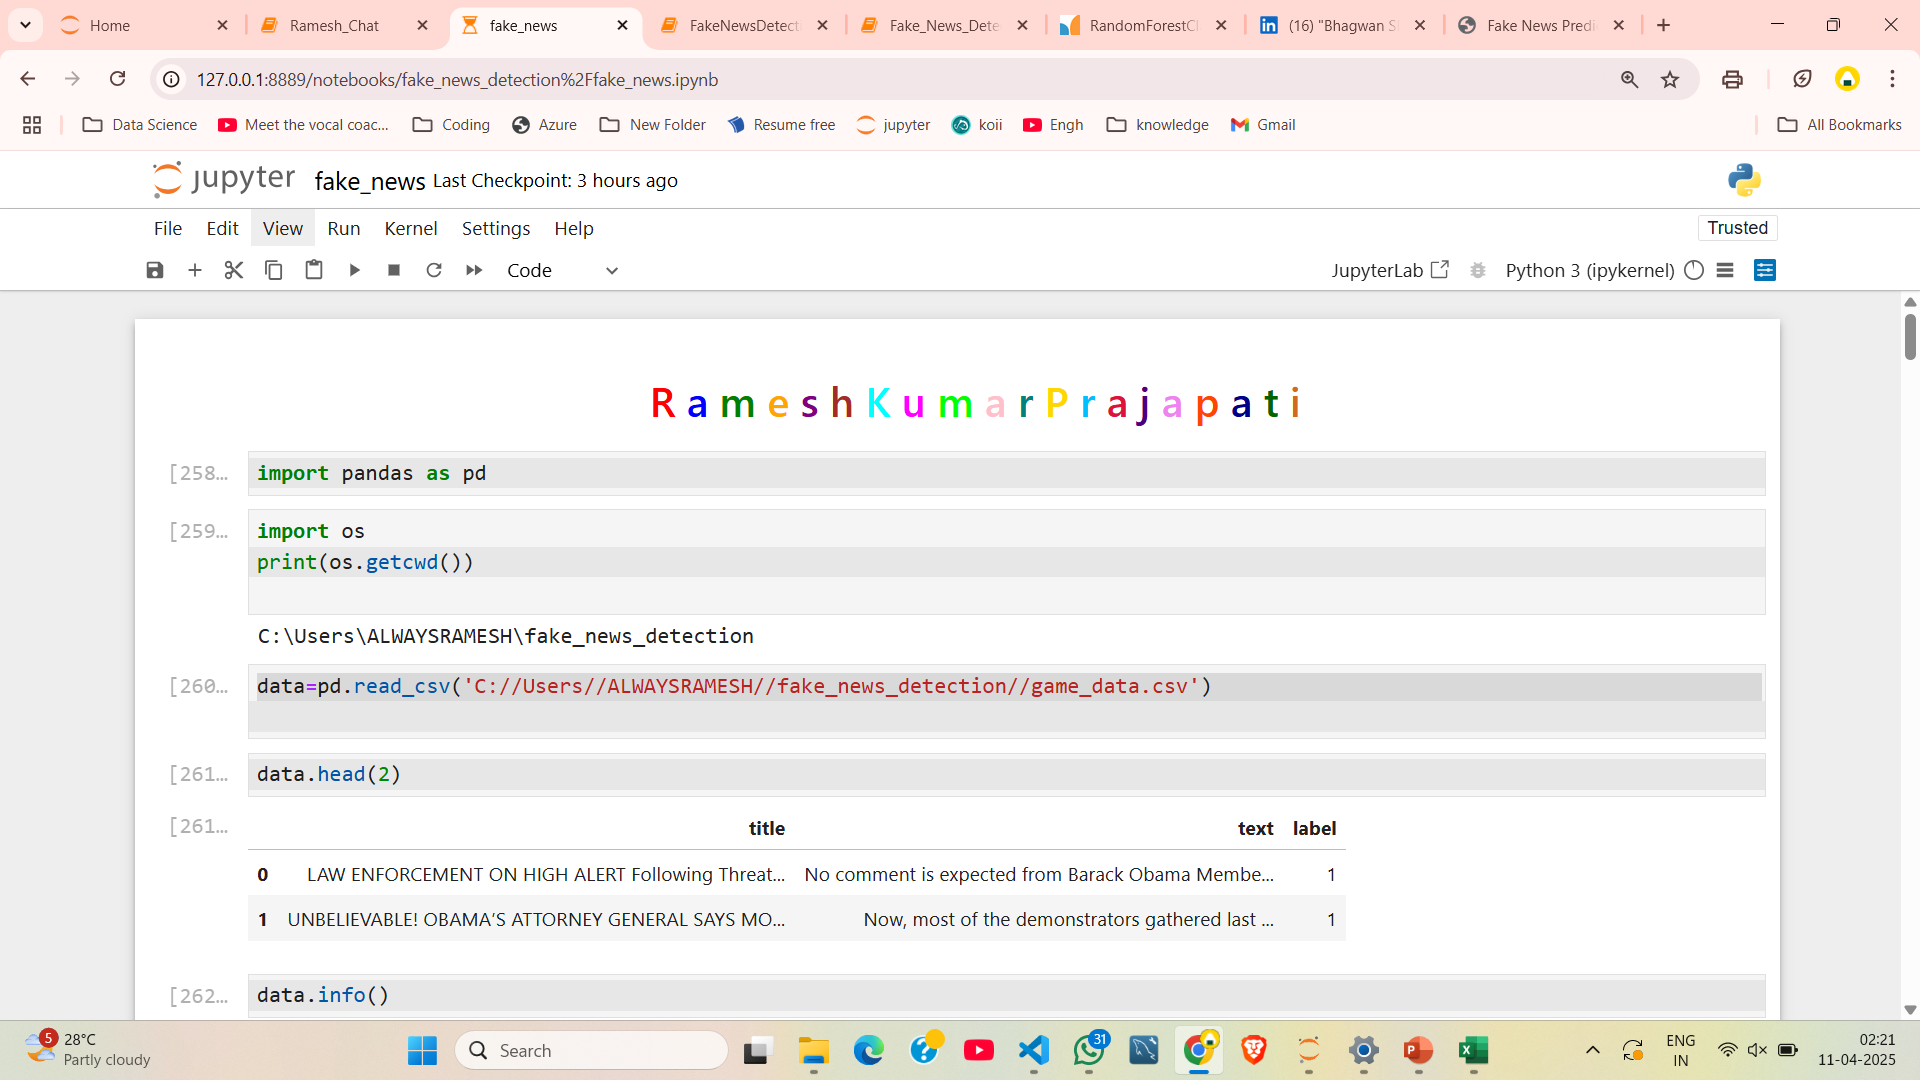 Home
Ramesh_Chat
fake_news
FakeNewsDetect
Fake_News_Dete
RandomForestCl
(16) "Bhagwan S
Fake News Predi
127.0.0.1:8889/notebooks/fake_news_detection%2Ffake_news.ipynb
Data Science
Meet the vocal coac...
Coding
Azure
New Folder
Resume free
jupyter
koii
Engh
knowledge
Gmail
All Bookmarks
jupyter fake_news Last Checkpoint: 3 hours ago
File Edit View Run Kernel Settings Help
Trusted
Code
JupyterLab
Python 3 (ipykernel)
R a m e s h K u m a r P r a j a p a t i
[258…
import pandas as pd
[259…
import os
print(os.getcwd())
C:\Users\ALWAYSRAMESH\fake_news_detection
[260…
data=pd.read_csv('C://Users//ALWAYSRAMESH//fake_news_detection//game_data.csv')
[261…
data.head(2)
[261…
title text label
0 LAW ENFORCEMENT ON HIGH ALERT Following Threat... No comment is expected from Barack Obama Membe... 1
1 UNBELIEVABLE! OBAMA’S ATTORNEY GENERAL SAYS MO... Now, most of the demonstrators gathered last ... 1
[262…
data.info()
5
28°C
Partly cloudy
Search
31
ENG
IN
02:21
11-04-2025